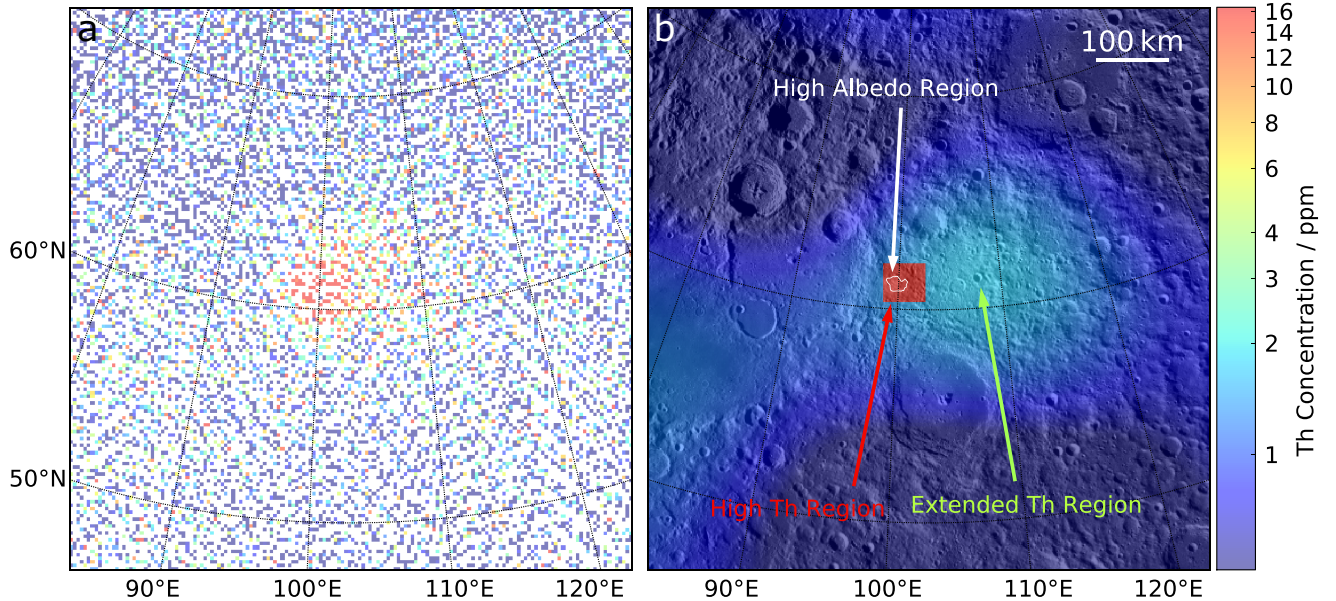 a
b
100 km
High Albedo Region
High Th Region
Extended Th Region
60°N
50°N
90°E
100°E
110°E
120°E
90°E
100°E
110°E
120°E
16
14
12
10
8
6
4
3
2
1
Th Concentration / ppm